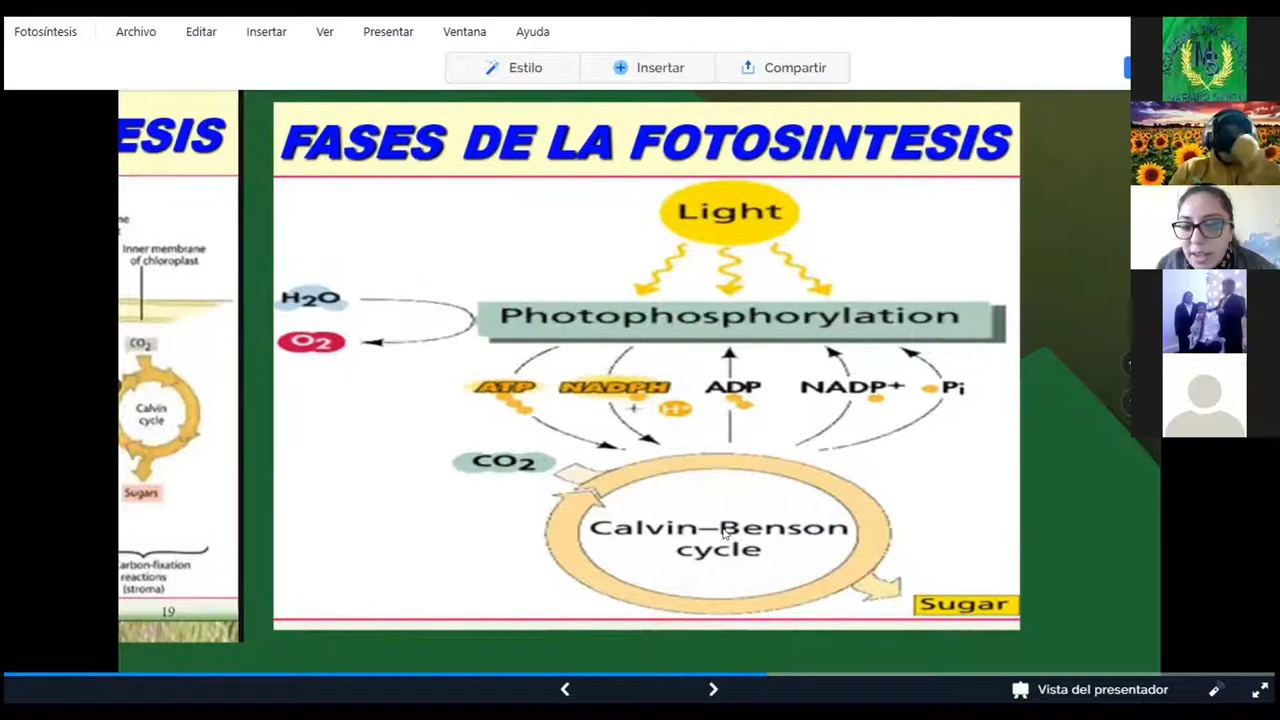 Fotosíntesis Archivo Editar Insertar Ver Presentar Ventana Ayuda
Estilo Insertar Compartir
ESIS
Inner membrane
of chloroplast
CO2
Calvin
cycle
Sugars
reactions
(stroma)
19
FASES DE LA FOTOSINTESIS
Light
H2O
O2
Photophosphorylation
ATP NADPH ADP NADP+ Pi
+ H+
CO2
Calvin–Benson
cycle
Sugar
Vista del presentador